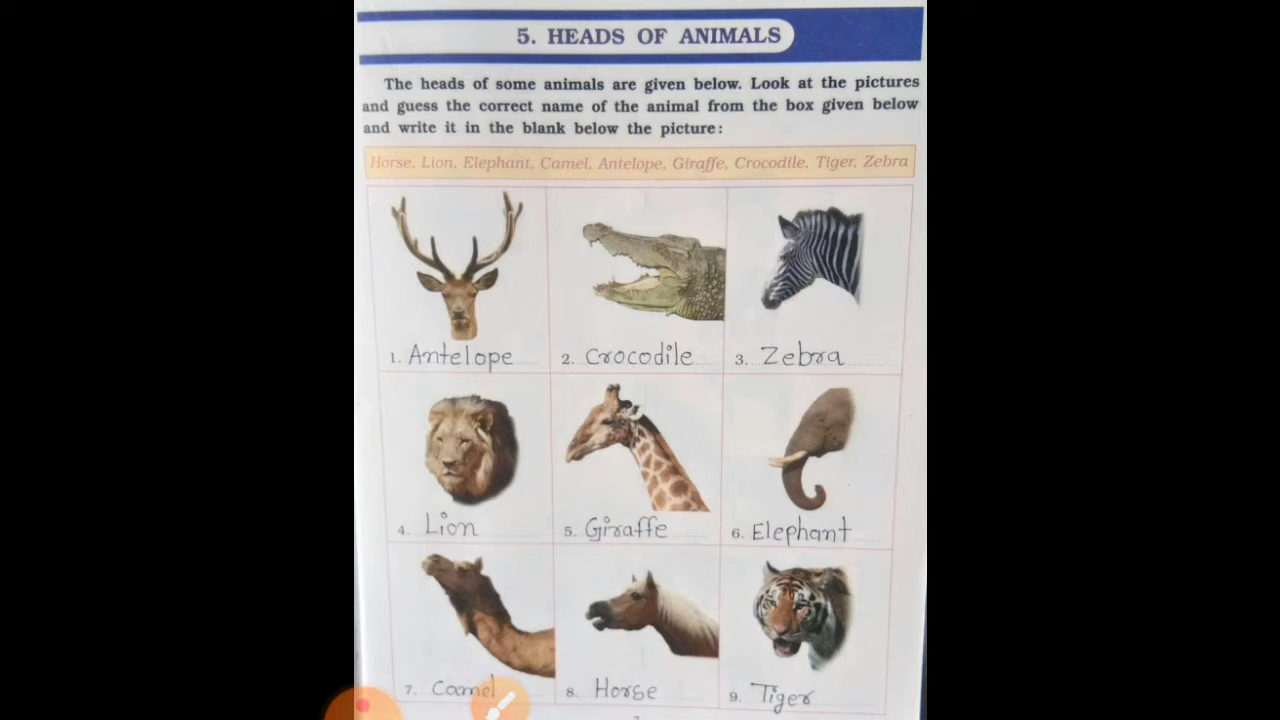 5. HEADS OF ANIMALS
The heads of some animals are given below. Look at the pictures
and guess the correct name of the animal from the box given below
and write it in the blank below the picture:
Horse, Lion, Elephant, Camel, Antelope, Giraffe, Crocodile, Tiger, Zebra
1. Antelope 2. Crocodile 3. Zebra
4. Lion 5. Giraffe 6. Elephant
7. Camel 8. Horse 9. Tiger